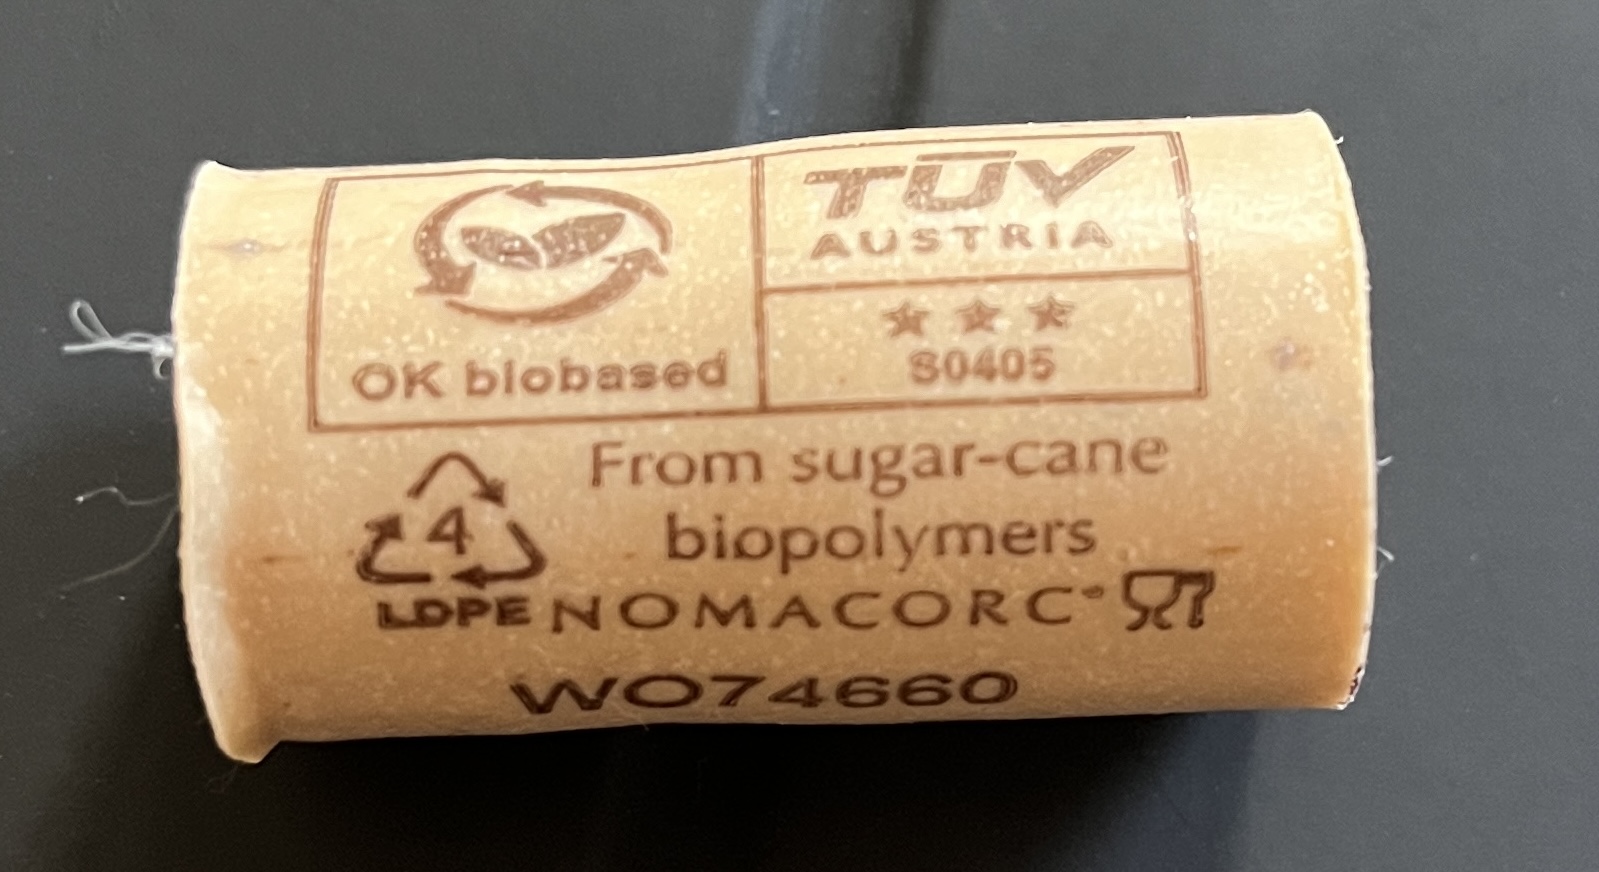 TÜV
AUSTRIA
OK biobased
S0405
From sugar-cane
biopolymers
4
LDPE
NOMACORC®
WO74660